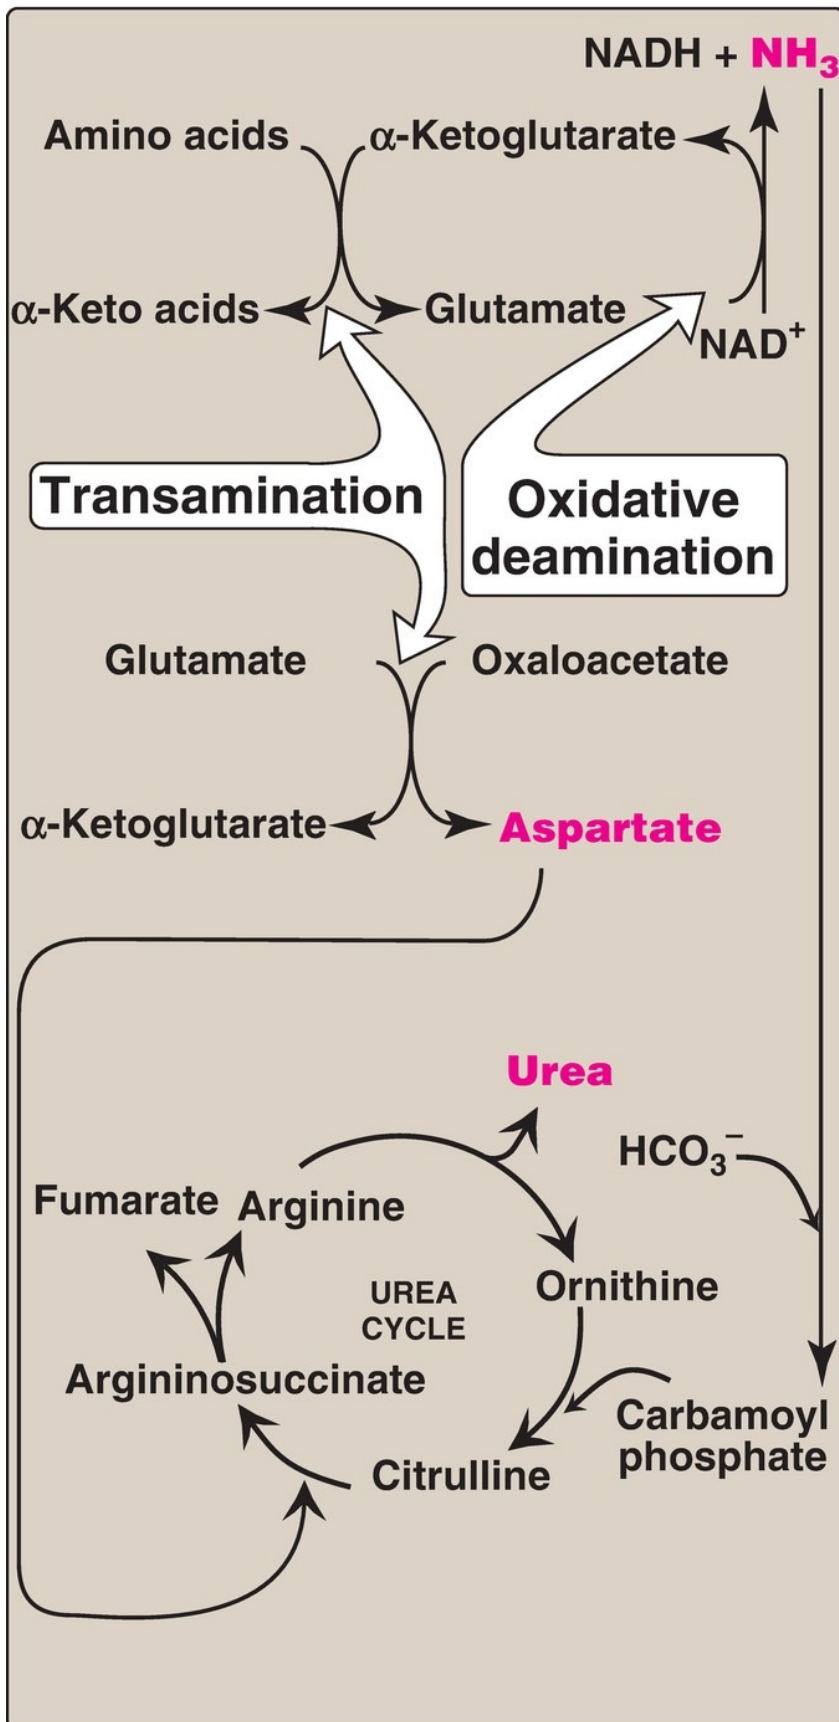 NADH + NH₃
Amino acids
α-Ketoglutarate
α-Keto acids
Glutamate
NAD⁺
Transamination
Oxidative
deamination
Glutamate
Oxaloacetate
α-Ketoglutarate
Aspartate
Urea
HCO₃⁻
Fumarate
Arginine
UREA
CYCLE
Ornithine
Argininosuccinate
Carbamoyl
phosphate
Citrulline